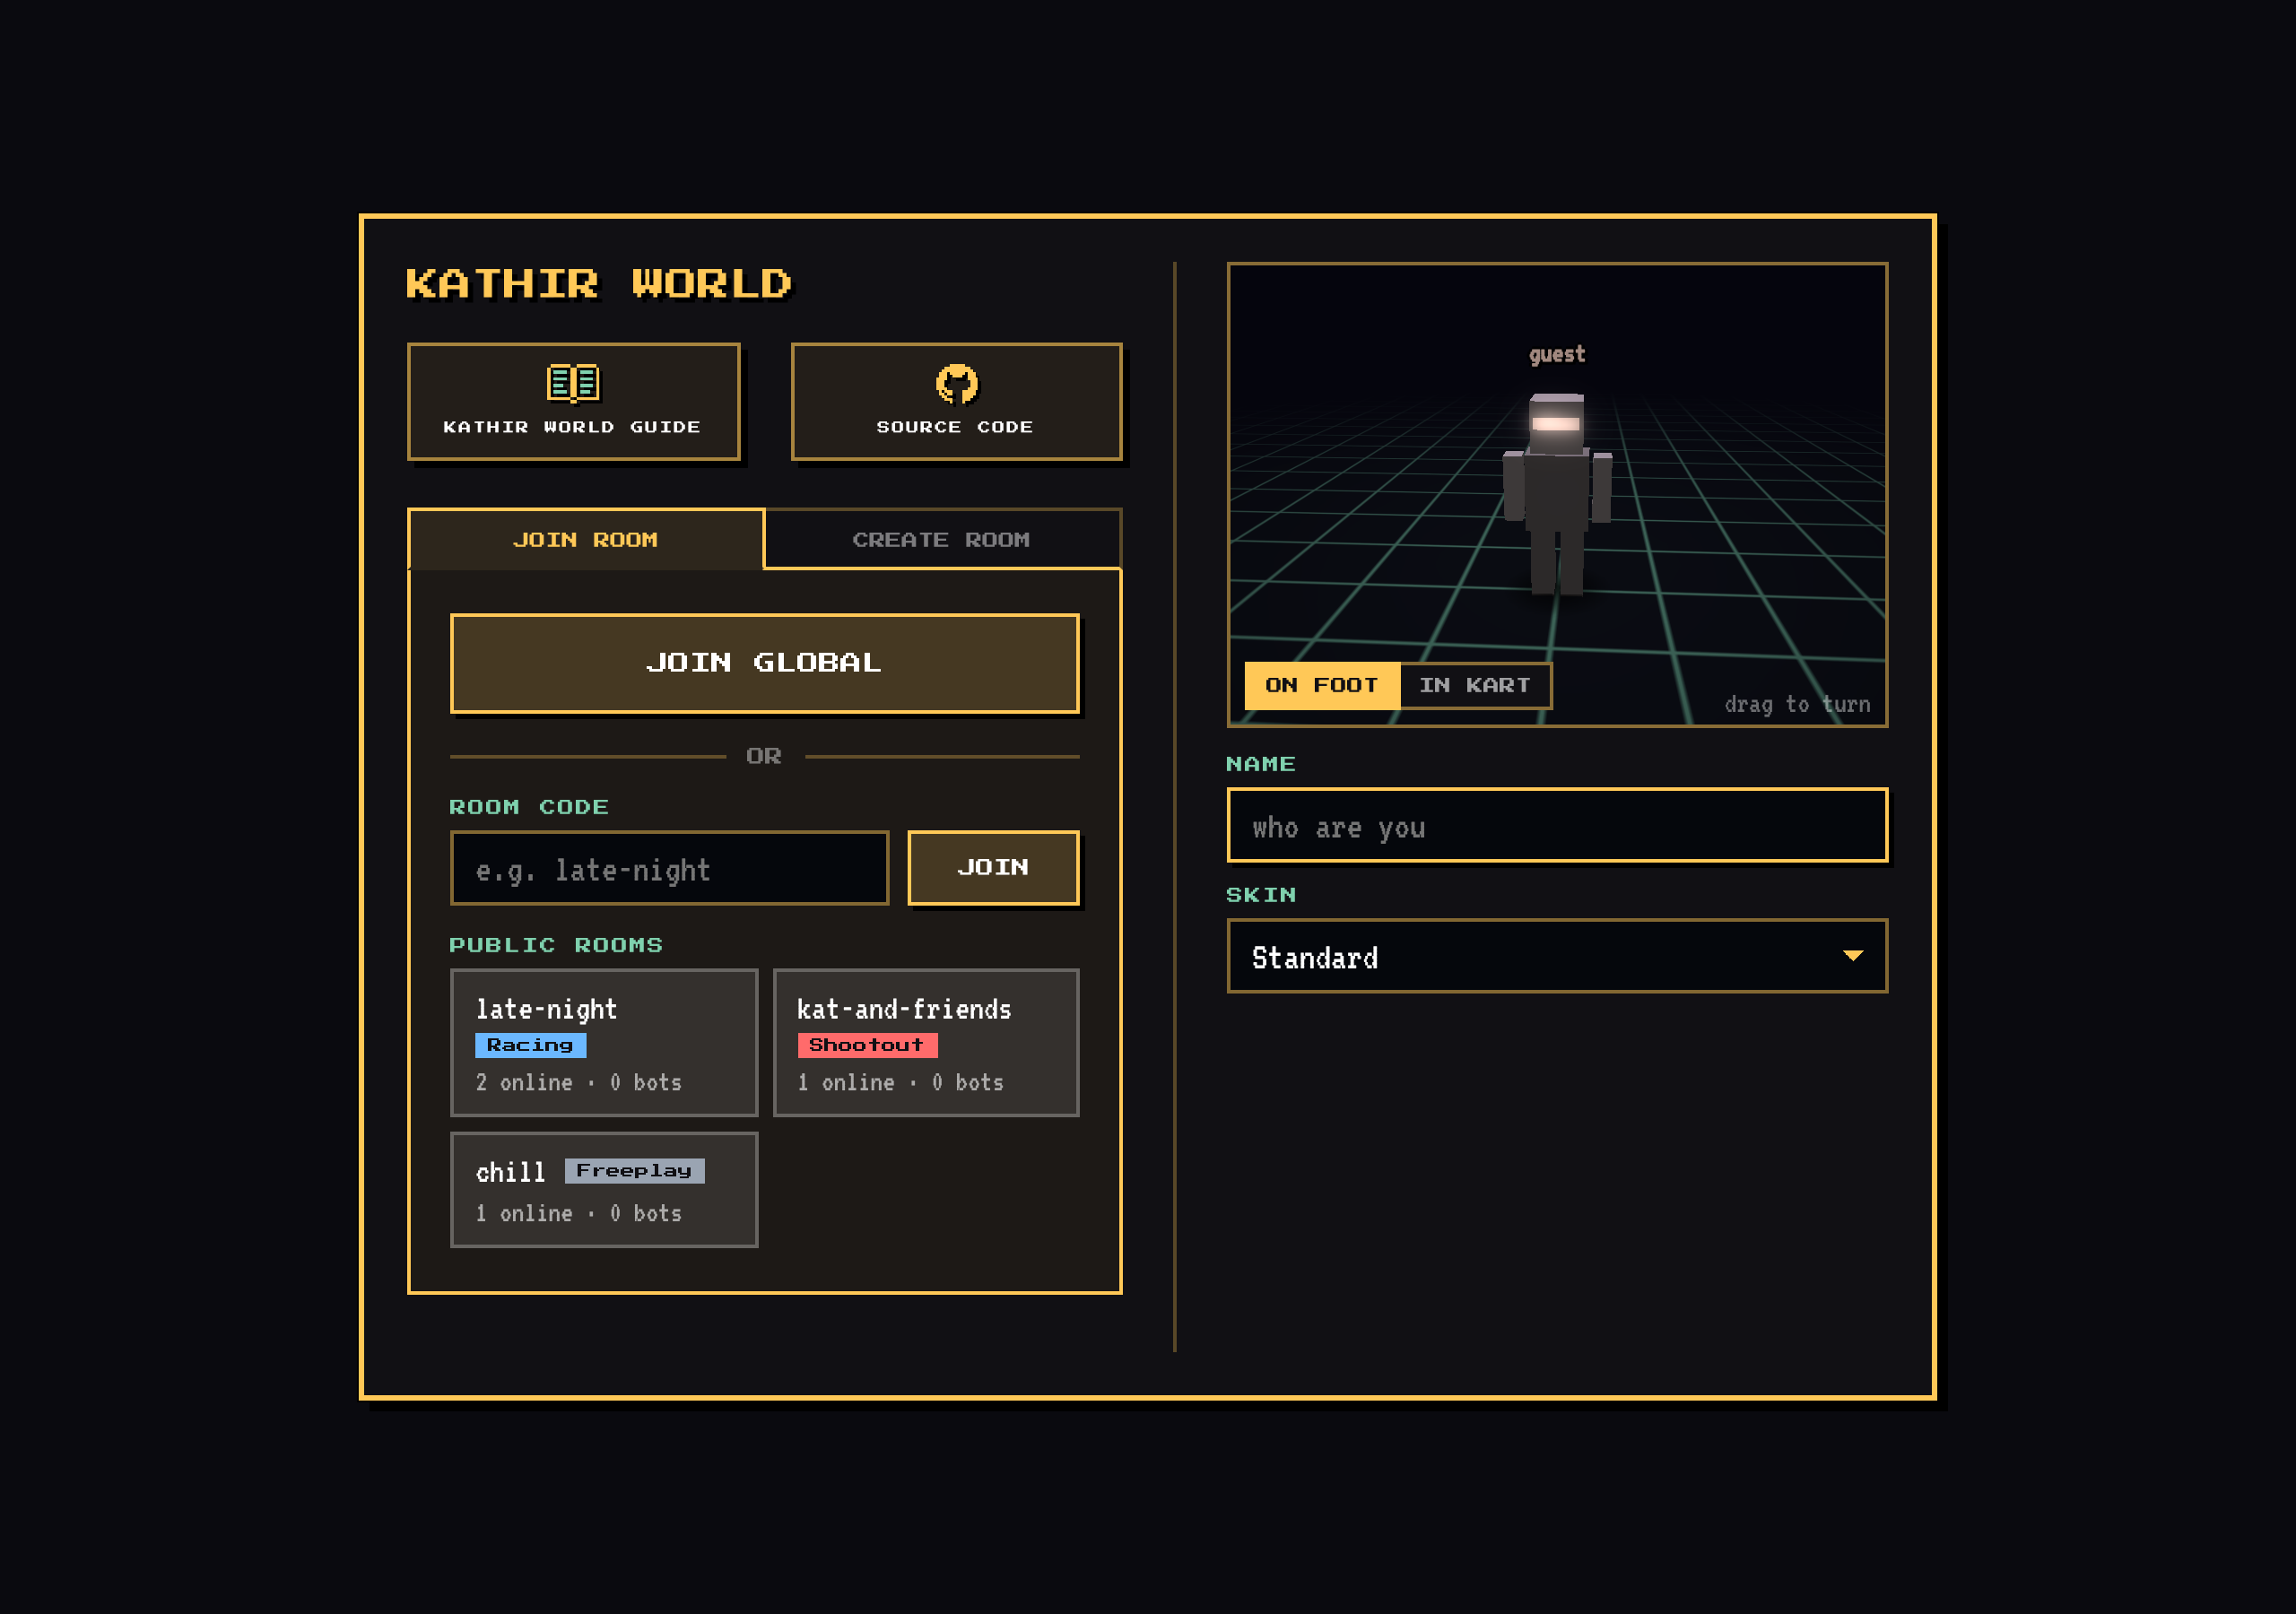 KATHIR WORLD
KATHIR WORLD GUIDE
SOURCE CODE
JOIN ROOM
CREATE ROOM
JOIN GLOBAL
OR
ROOM CODE
e.g. late-night
JOIN
PUBLIC ROOMS
late-night
Racing
2 online · 0 bots
kat-and-friends
Shootout
1 online · 0 bots
chill Freeplay
1 online · 0 bots
guest
ON FOOT
IN KART
drag to turn
NAME
who are you
SKIN
Standard